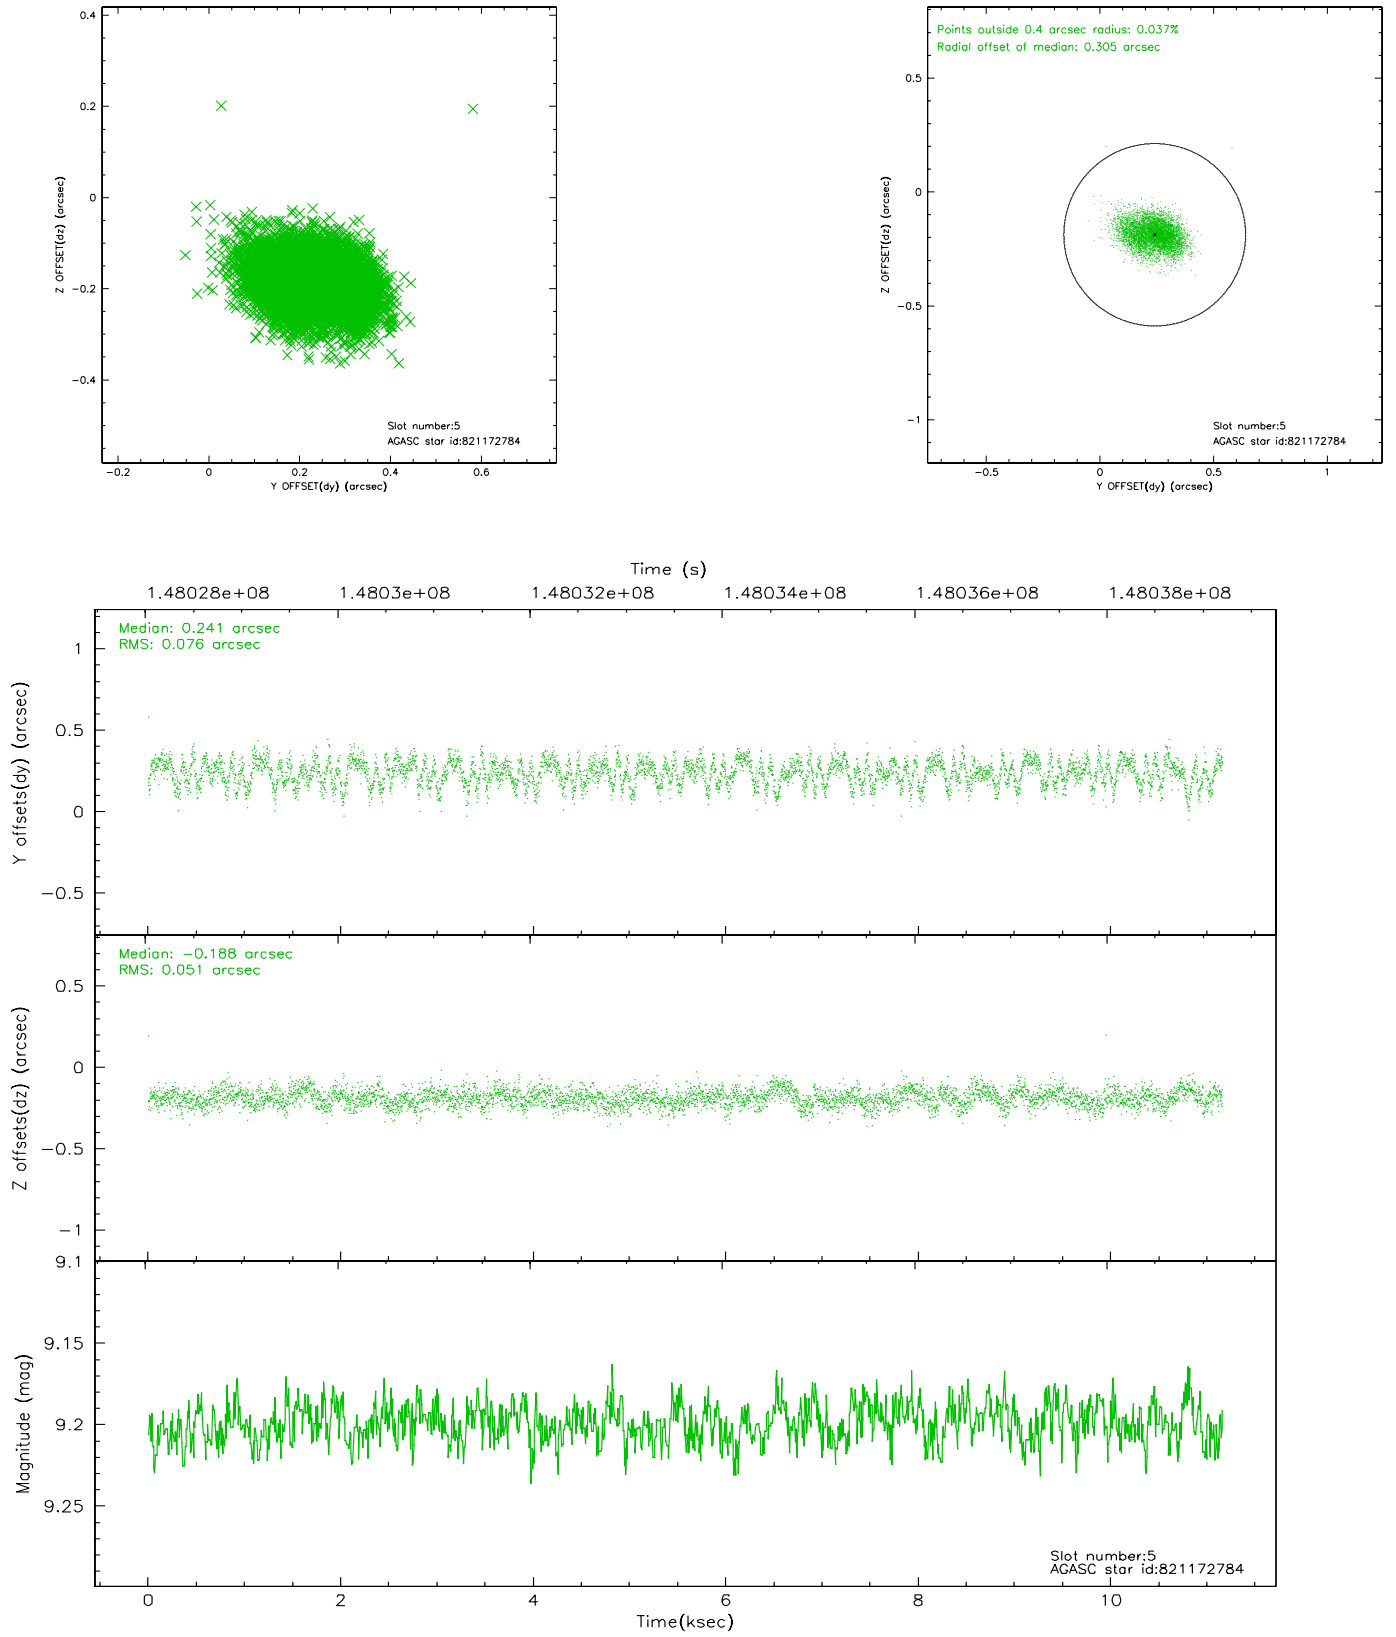 0.4
0.2
0
−0.2
−0.4
Z OFFSET(dz) (arcsec)
Slot number:5
AGASC star id:821172784
−0.2 0 0.2 0.4 0.6
Y OFFSET(dy) (arcsec)
Points outside 0.4 arcsec radius: 0.037%
Radial offset of median: 0.305 arcsec
0.5
0
−0.5
−1
Z OFFSET(dz) (arcsec)
Slot number:5
AGASC star id:821172784
−0.5 0 0.5 1
Y OFFSET(dy) (arcsec)
Time (s)
1.48028e+08 1.4803e+08 1.48032e+08 1.48034e+08 1.48036e+08 1.48038e+08
Median: 0.241 arcsec
RMS: 0.076 arcsec
1
0.5
0
−0.5
Y offsets(dy) (arcsec)
Median: −0.188 arcsec
RMS: 0.051 arcsec
0.5
0
−0.5
−1
Z offsets(dz) (arcsec)
9.1
9.15
9.2
9.25
Magnitude (mag)
Slot number:5
AGASC star id:821172784
0 2 4 6 8 10
Time(ksec)